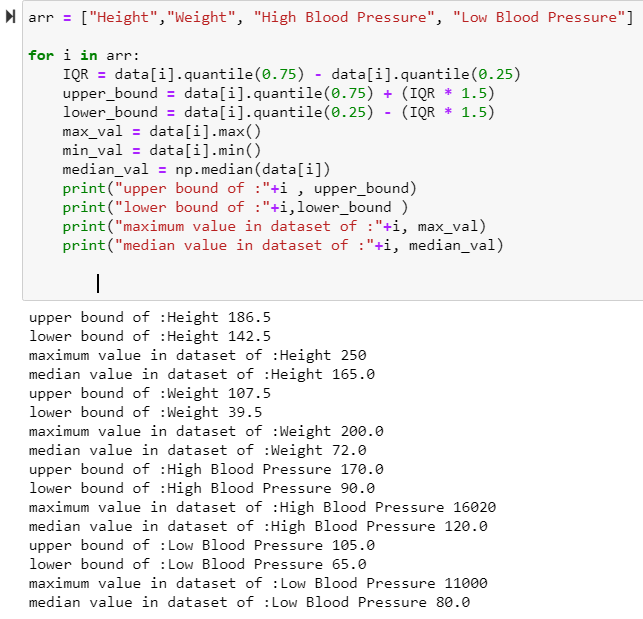 arr = ["Height","Weight", "High Blood Pressure", "Low Blood Pressure"]
for i in arr:
    IQR = data[i].quantile(0.75) - data[i].quantile(0.25)
    upper_bound = data[i].quantile(0.75) + (IQR * 1.5)
    lower_bound = data[i].quantile(0.25) - (IQR * 1.5)
    max_val = data[i].max()
    min_val = data[i].min()
    median_val = np.median(data[i])
    print("upper bound of :"+i , upper_bound)
    print("lower bound of :"+i,lower_bound )
    print("maximum value in dataset of :"+i, max_val)
    print("median value in dataset of :"+i, median_val)
upper bound of :Height 186.5
lower bound of :Height 142.5
maximum value in dataset of :Height 250
median value in dataset of :Height 165.0
upper bound of :Weight 107.5
lower bound of :Weight 39.5
maximum value in dataset of :Weight 200.0
median value in dataset of :Weight 72.0
upper bound of :High Blood Pressure 170.0
lower bound of :High Blood Pressure 90.0
maximum value in dataset of :High Blood Pressure 16020
median value in dataset of :High Blood Pressure 120.0
upper bound of :Low Blood Pressure 105.0
lower bound of :Low Blood Pressure 65.0
maximum value in dataset of :Low Blood Pressure 11000
median value in dataset of :Low Blood Pressure 80.0